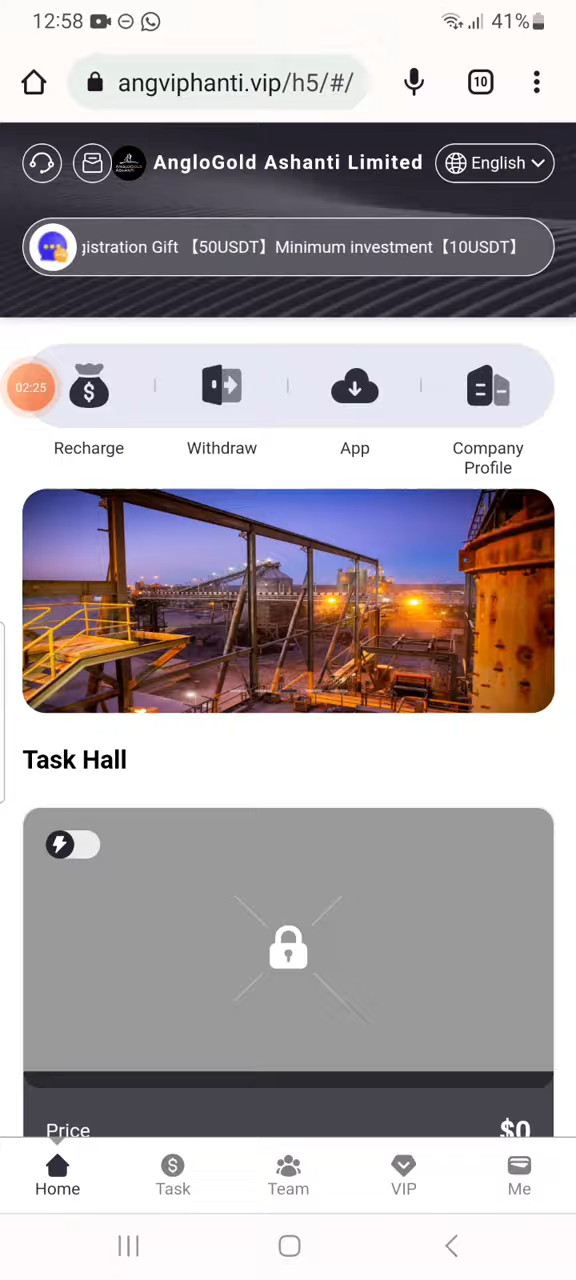 12:58 41%
angviphanti.vip/h5/#/ 10
AngloGold Ashanti Limited English
gistration Gift 【50USDT】Minimum investment【10USDT】
02:25
Recharge Withdraw App Company
Profile
Task Hall
Price $0
Home Task Team VIP Me